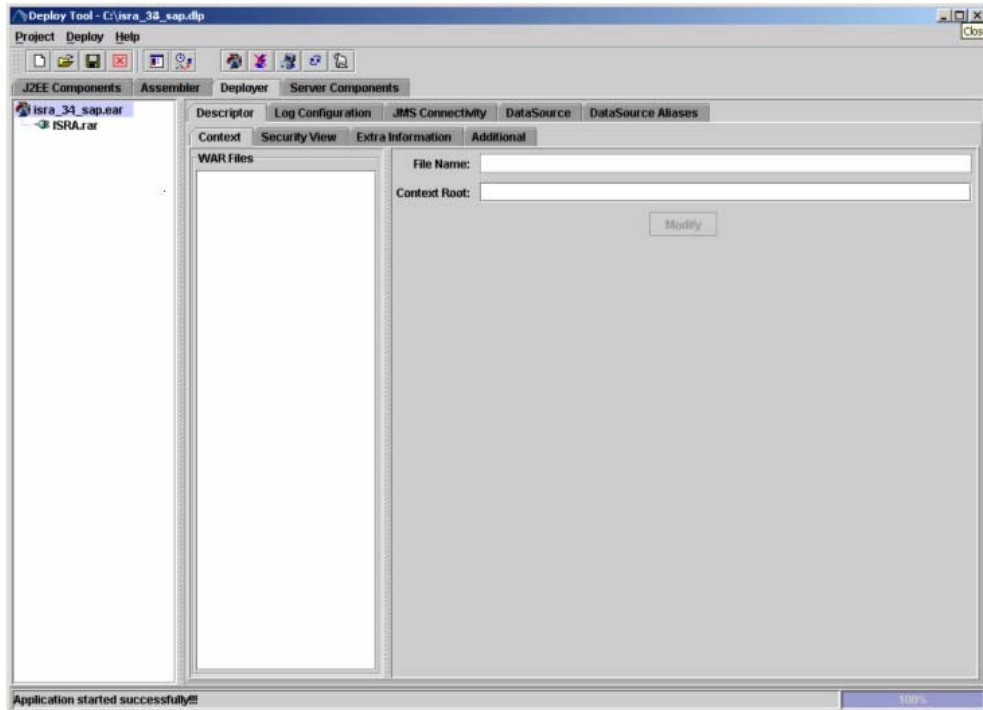 Deploy Tool - C:\isra_34_sap.dlp
Close
Project Deploy Help
J2EE Components Assembler Deployer Server Components
isra_34_sap.ear
ISRA.rar
Descriptor Log Configuration JMS Connectivity DataSource DataSource Aliases
Context Security View Extra Information Additional
WAR Files
File Name:
Context Root:
Modify
Application started successfully!!!
100%